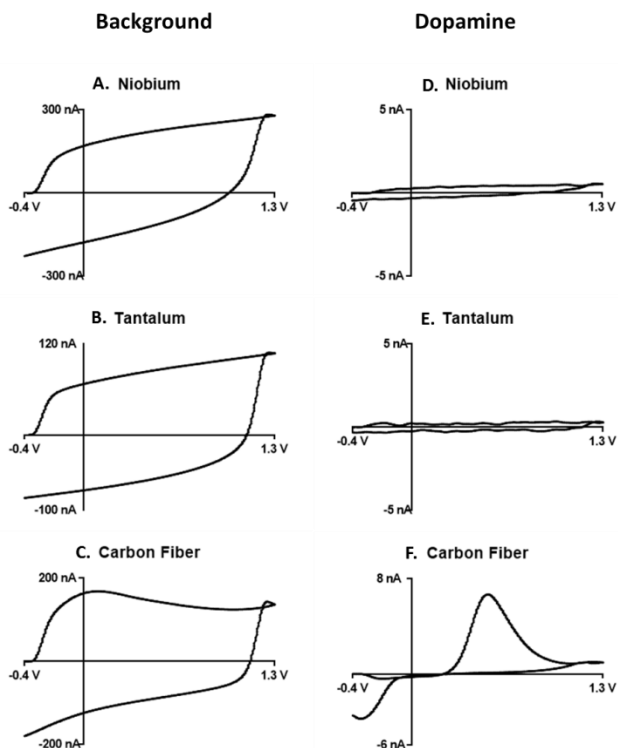 Background Dopamine
A. Niobium
300 nA
-0.4 V
1.3 V
-300 nA
D. Niobium
5 nA
-0.4 V
1.3 V
-5 nA
B. Tantalum
120 nA
-0.4 V
1.3 V
-100 nA
E. Tantalum
5 nA
-0.4 V
1.3 V
-5 nA
C. Carbon Fiber
200 nA
-0.4 V
1.3 V
-200 nA
F. Carbon Fiber
8 nA
-0.4 V
1.3 V
-6 nA